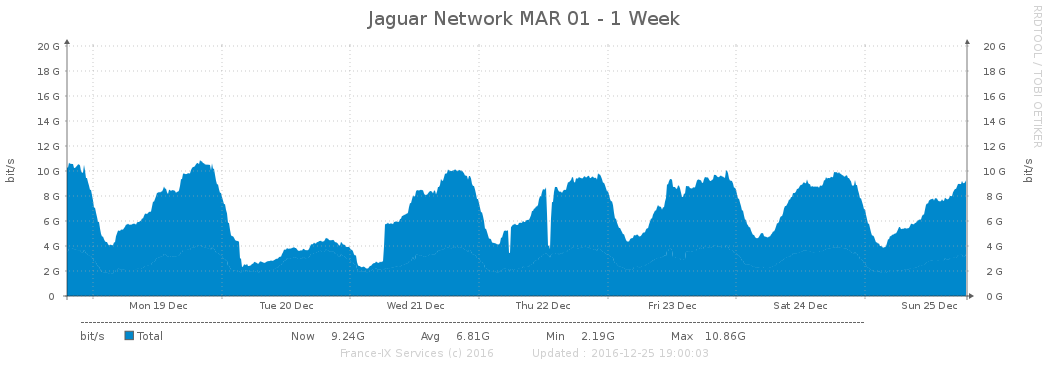 Jaguar Network MAR 01 - 1 Week
RRDTOOL / TOBI OETIKER
bit/s
bit/s
20 G 20 G
18 G 18 G
16 G 16 G
14 G 14 G
12 G 12 G
10 G 10 G
8 G 8 G
6 G 6 G
4 G 4 G
2 G 2 G
0 0 G
Mon 19 Dec Tue 20 Dec Wed 21 Dec Thu 22 Dec Fri 23 Dec Sat 24 Dec Sun 25 Dec
bit/s Total Now 9.24G Avg 6.81G Min 2.19G Max 10.86G
France-IX Services (c) 2016 Updated : 2016-12-25 19:00:03